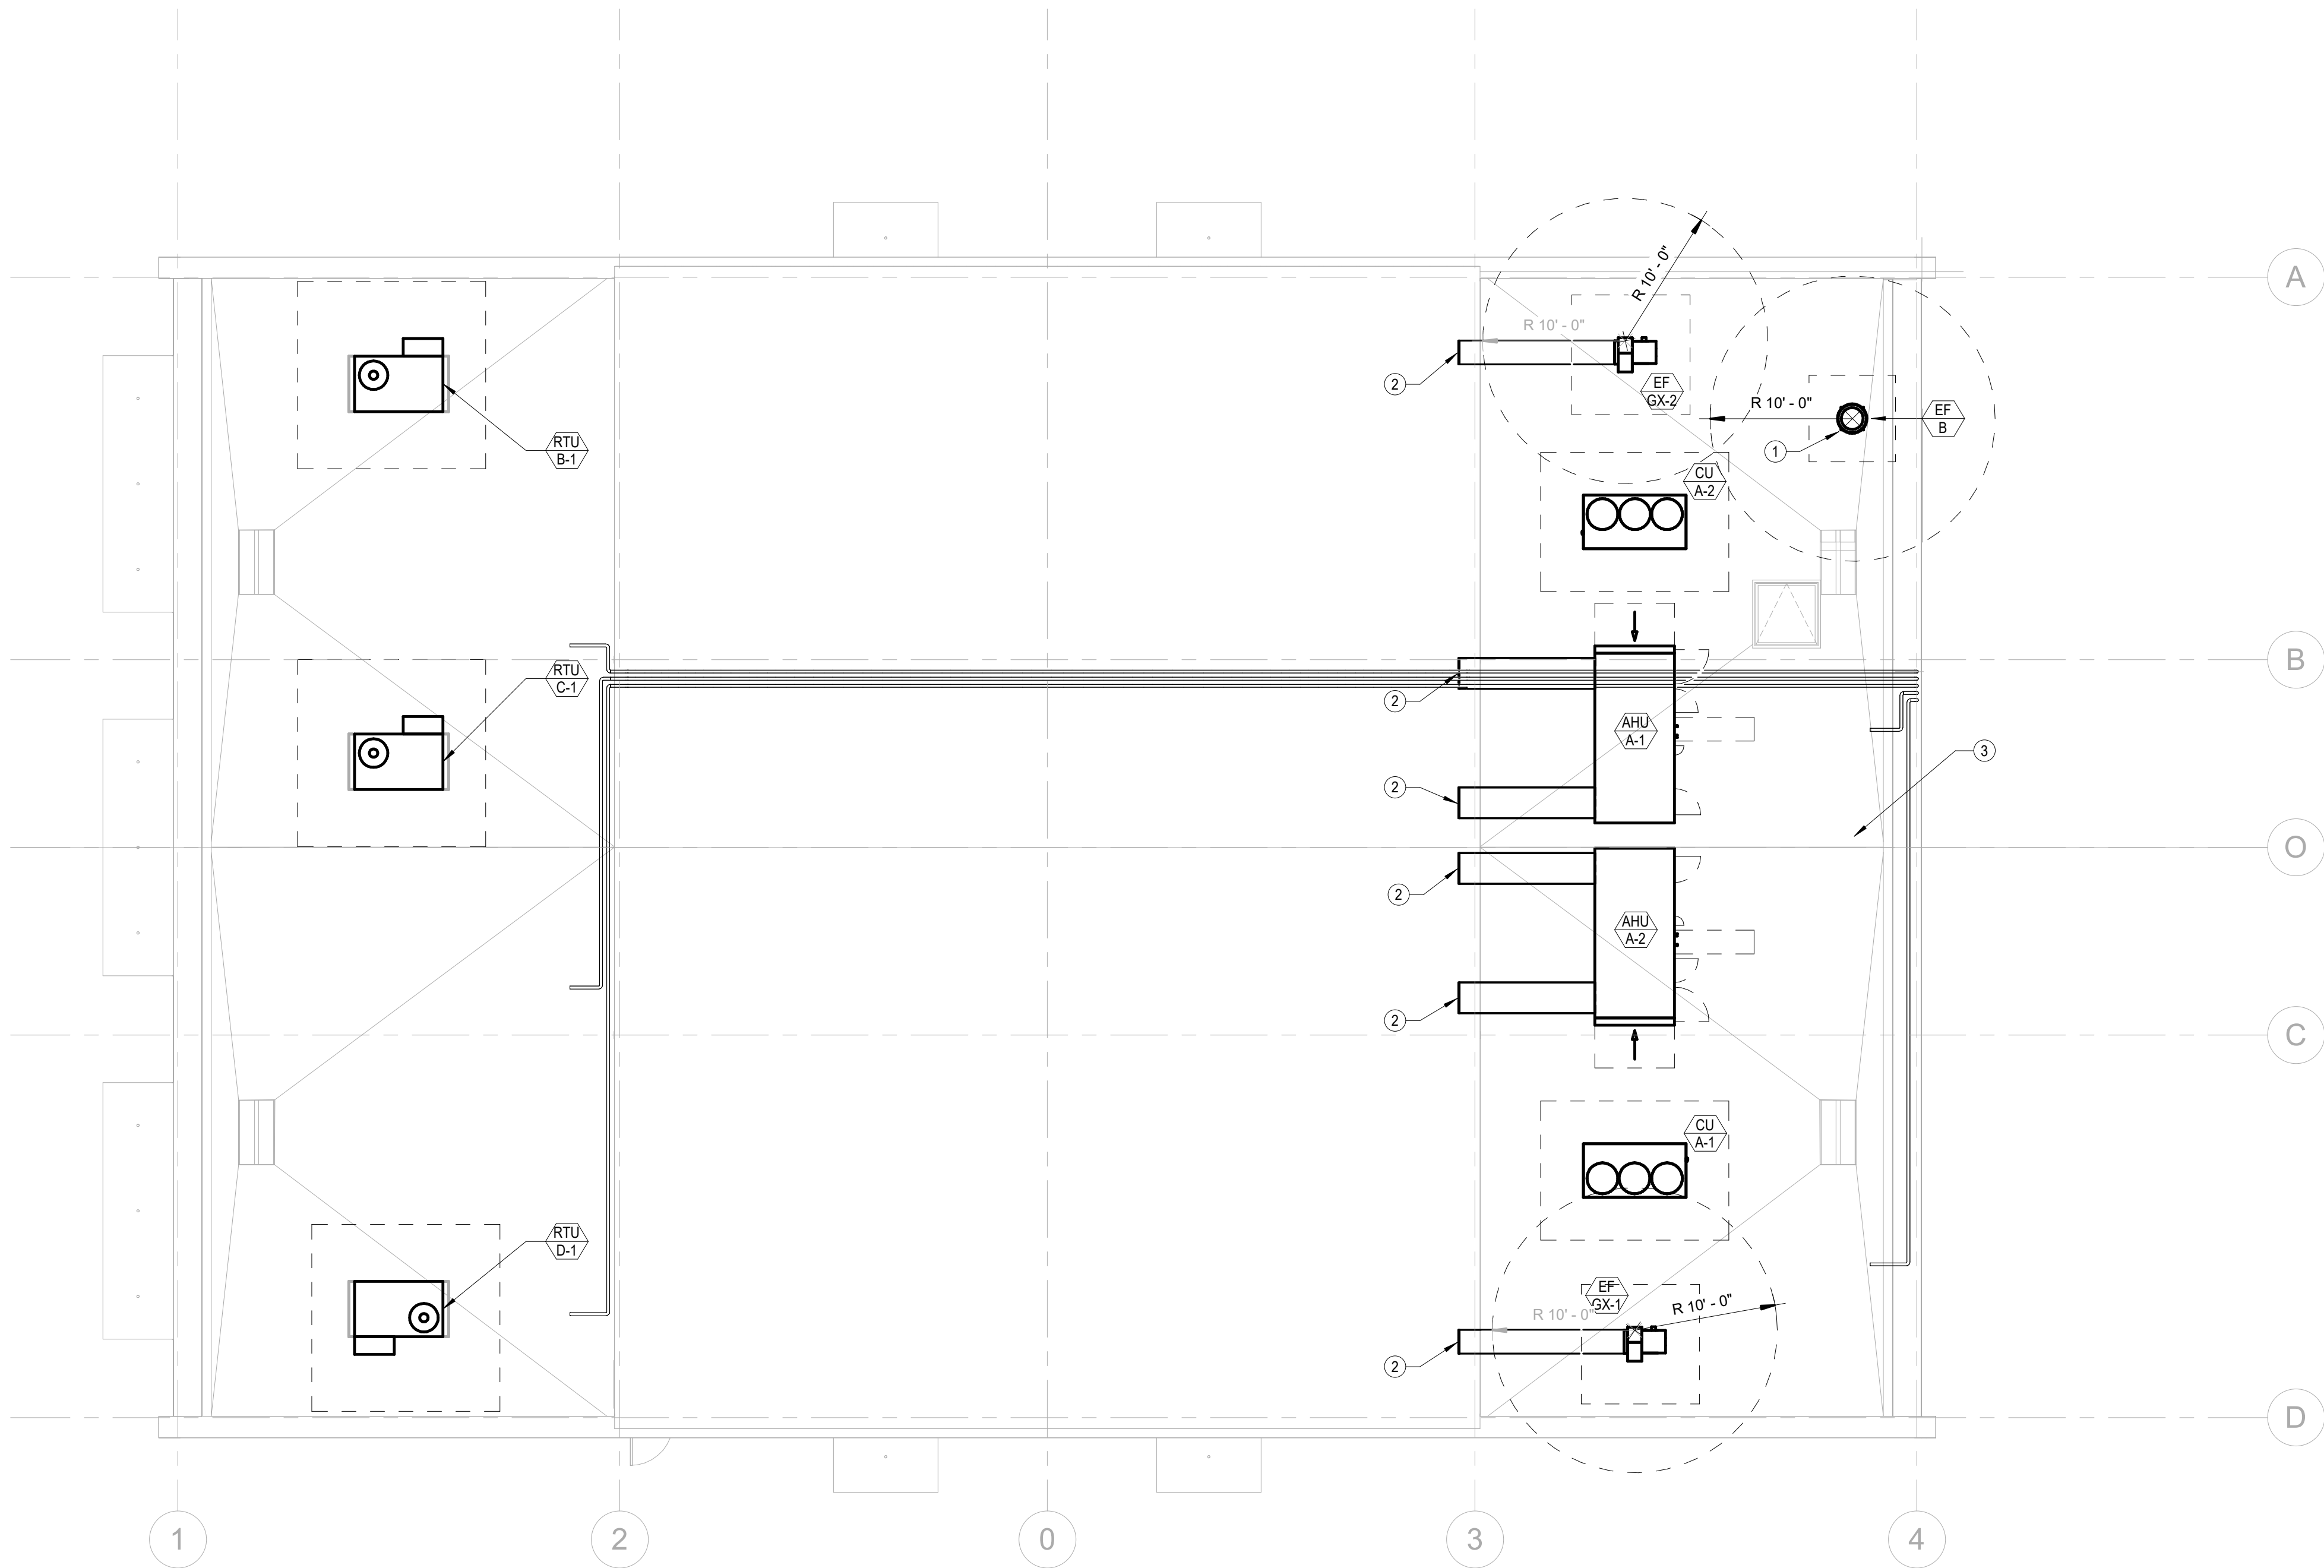 A
R 10' - 0"
R 10' - 0"
2
EF
GX-2
R 10' - 0"
EF
B
1
RTU
B-1
CU
A-2
B
RTU
C-1
2
AHU
A-1
3
2
O
2
AHU
A-2
2
C
CU
A-1
RTU
D-1
EF
GX-1
R 10' - 0"
R 10' - 0"
2
D
1
2
0
3
4